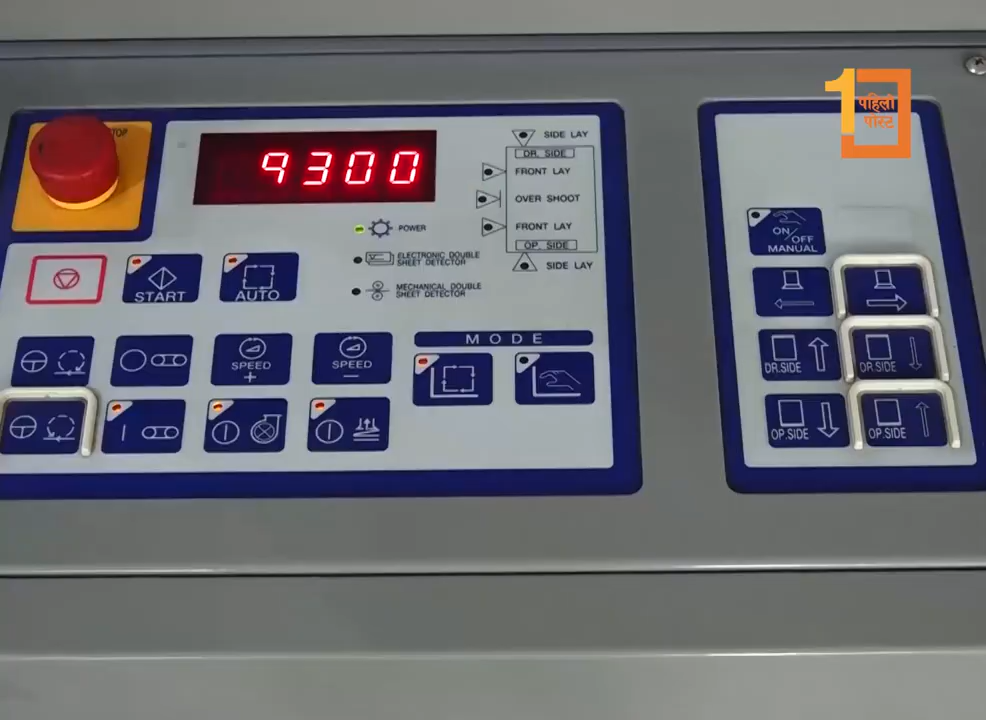 TOP
9300
SIDE LAY
DR. SIDE
FRONT LAY
OVER SHOOT
FRONT LAY
OP. SIDE
SIDE LAY
POWER
ELECTRONIC DOUBLE
SHEET DETECTOR
MECHANICAL DOUBLE
SHEET DETECTOR
START
AUTO
SPEED
+
SPEED
−
MODE
1
पहिली
पोस्ट
ON/OFF
MANUAL
DR.SIDE
DR.SIDE
OP.SIDE
OP.SIDE